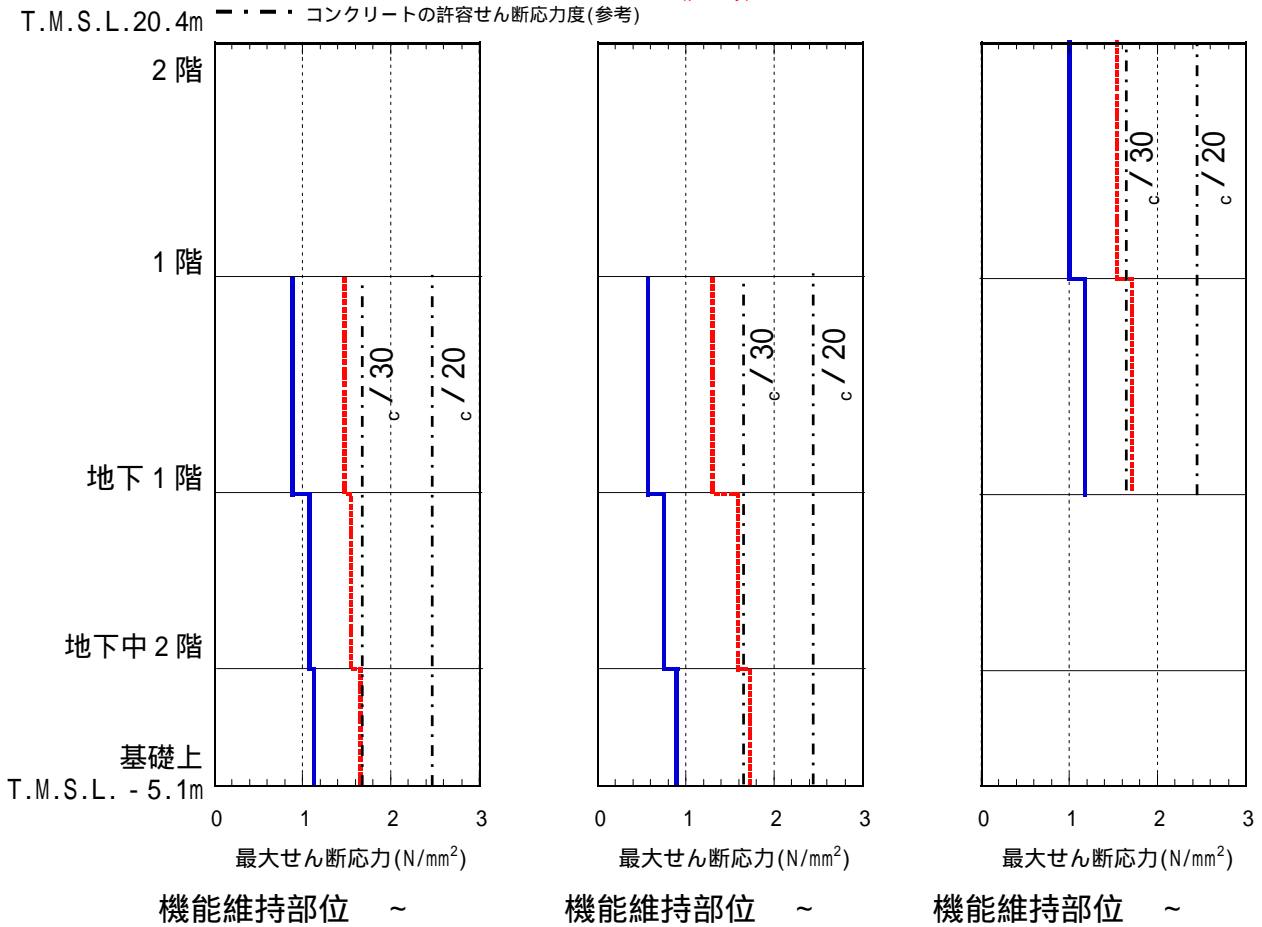 T.M.S.L.20.4m
コンクリートの許容せん断応力度(参考)
2 階
1 階
地下 1 階
地下中 2 階
基礎上
T.M.S.L. - 5.1m
c/ 30
c/ 20
c/ 30
c/ 20
c/ 30
c/ 20
0 1 2 3
0 1 2 3
0 1 2 3
最大せん断応力(N/mm²)
最大せん断応力(N/mm²)
最大せん断応力(N/mm²)
機能維持部位 ~
機能維持部位 ~
機能維持部位 ~